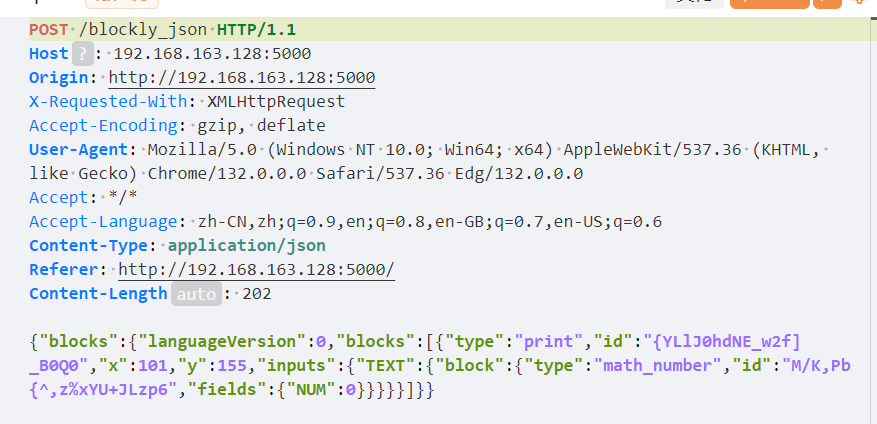 POST /blockly_json HTTP/1.1
Host ? : 192.168.163.128:5000
Origin: http://192.168.163.128:5000
X-Requested-With: XMLHttpRequest
Accept-Encoding: gzip, deflate
User-Agent: Mozilla/5.0 (Windows NT 10.0; Win64; x64) AppleWebKit/537.36 (KHTML,
like Gecko) Chrome/132.0.0.0 Safari/537.36 Edg/132.0.0.0
Accept: */*
Accept-Language: zh-CN,zh;q=0.9,en;q=0.8,en-GB;q=0.7,en-US;q=0.6
Content-Type: application/json
Referer: http://192.168.163.128:5000/
Content-Length auto : 202
{"blocks":{"languageVersion":0,"blocks":[{"type":"print","id":"{YLlJ0hdNE_w2f]
_B0Q0","x":101,"y":155,"inputs":{"TEXT":{"block":{"type":"math_number","id":"M/K,Pb
{^,z%xYU+JLzp6","fields":{"NUM":0}}}}}]}}